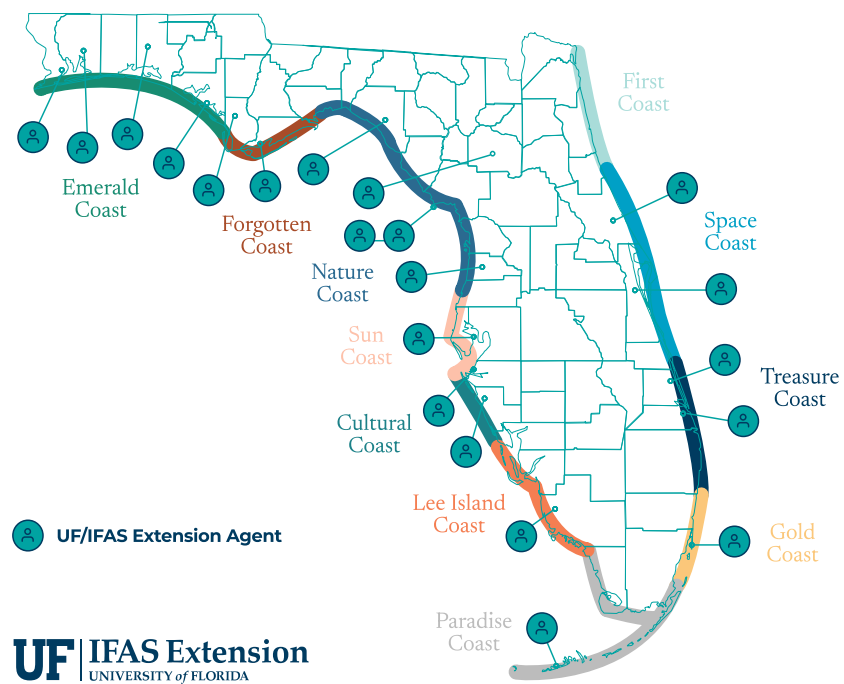 First
Coast
Space
Coast
Emerald
Coast
Forgotten
Coast
Nature
Coast
Sun
Coast
Treasure
Coast
Cultural
Coast
Lee Island
Coast
UF/IFAS Extension Agent
Gold
Coast
Paradise
Coast
UF IFAS Extension
UNIVERSITY of FLORIDA